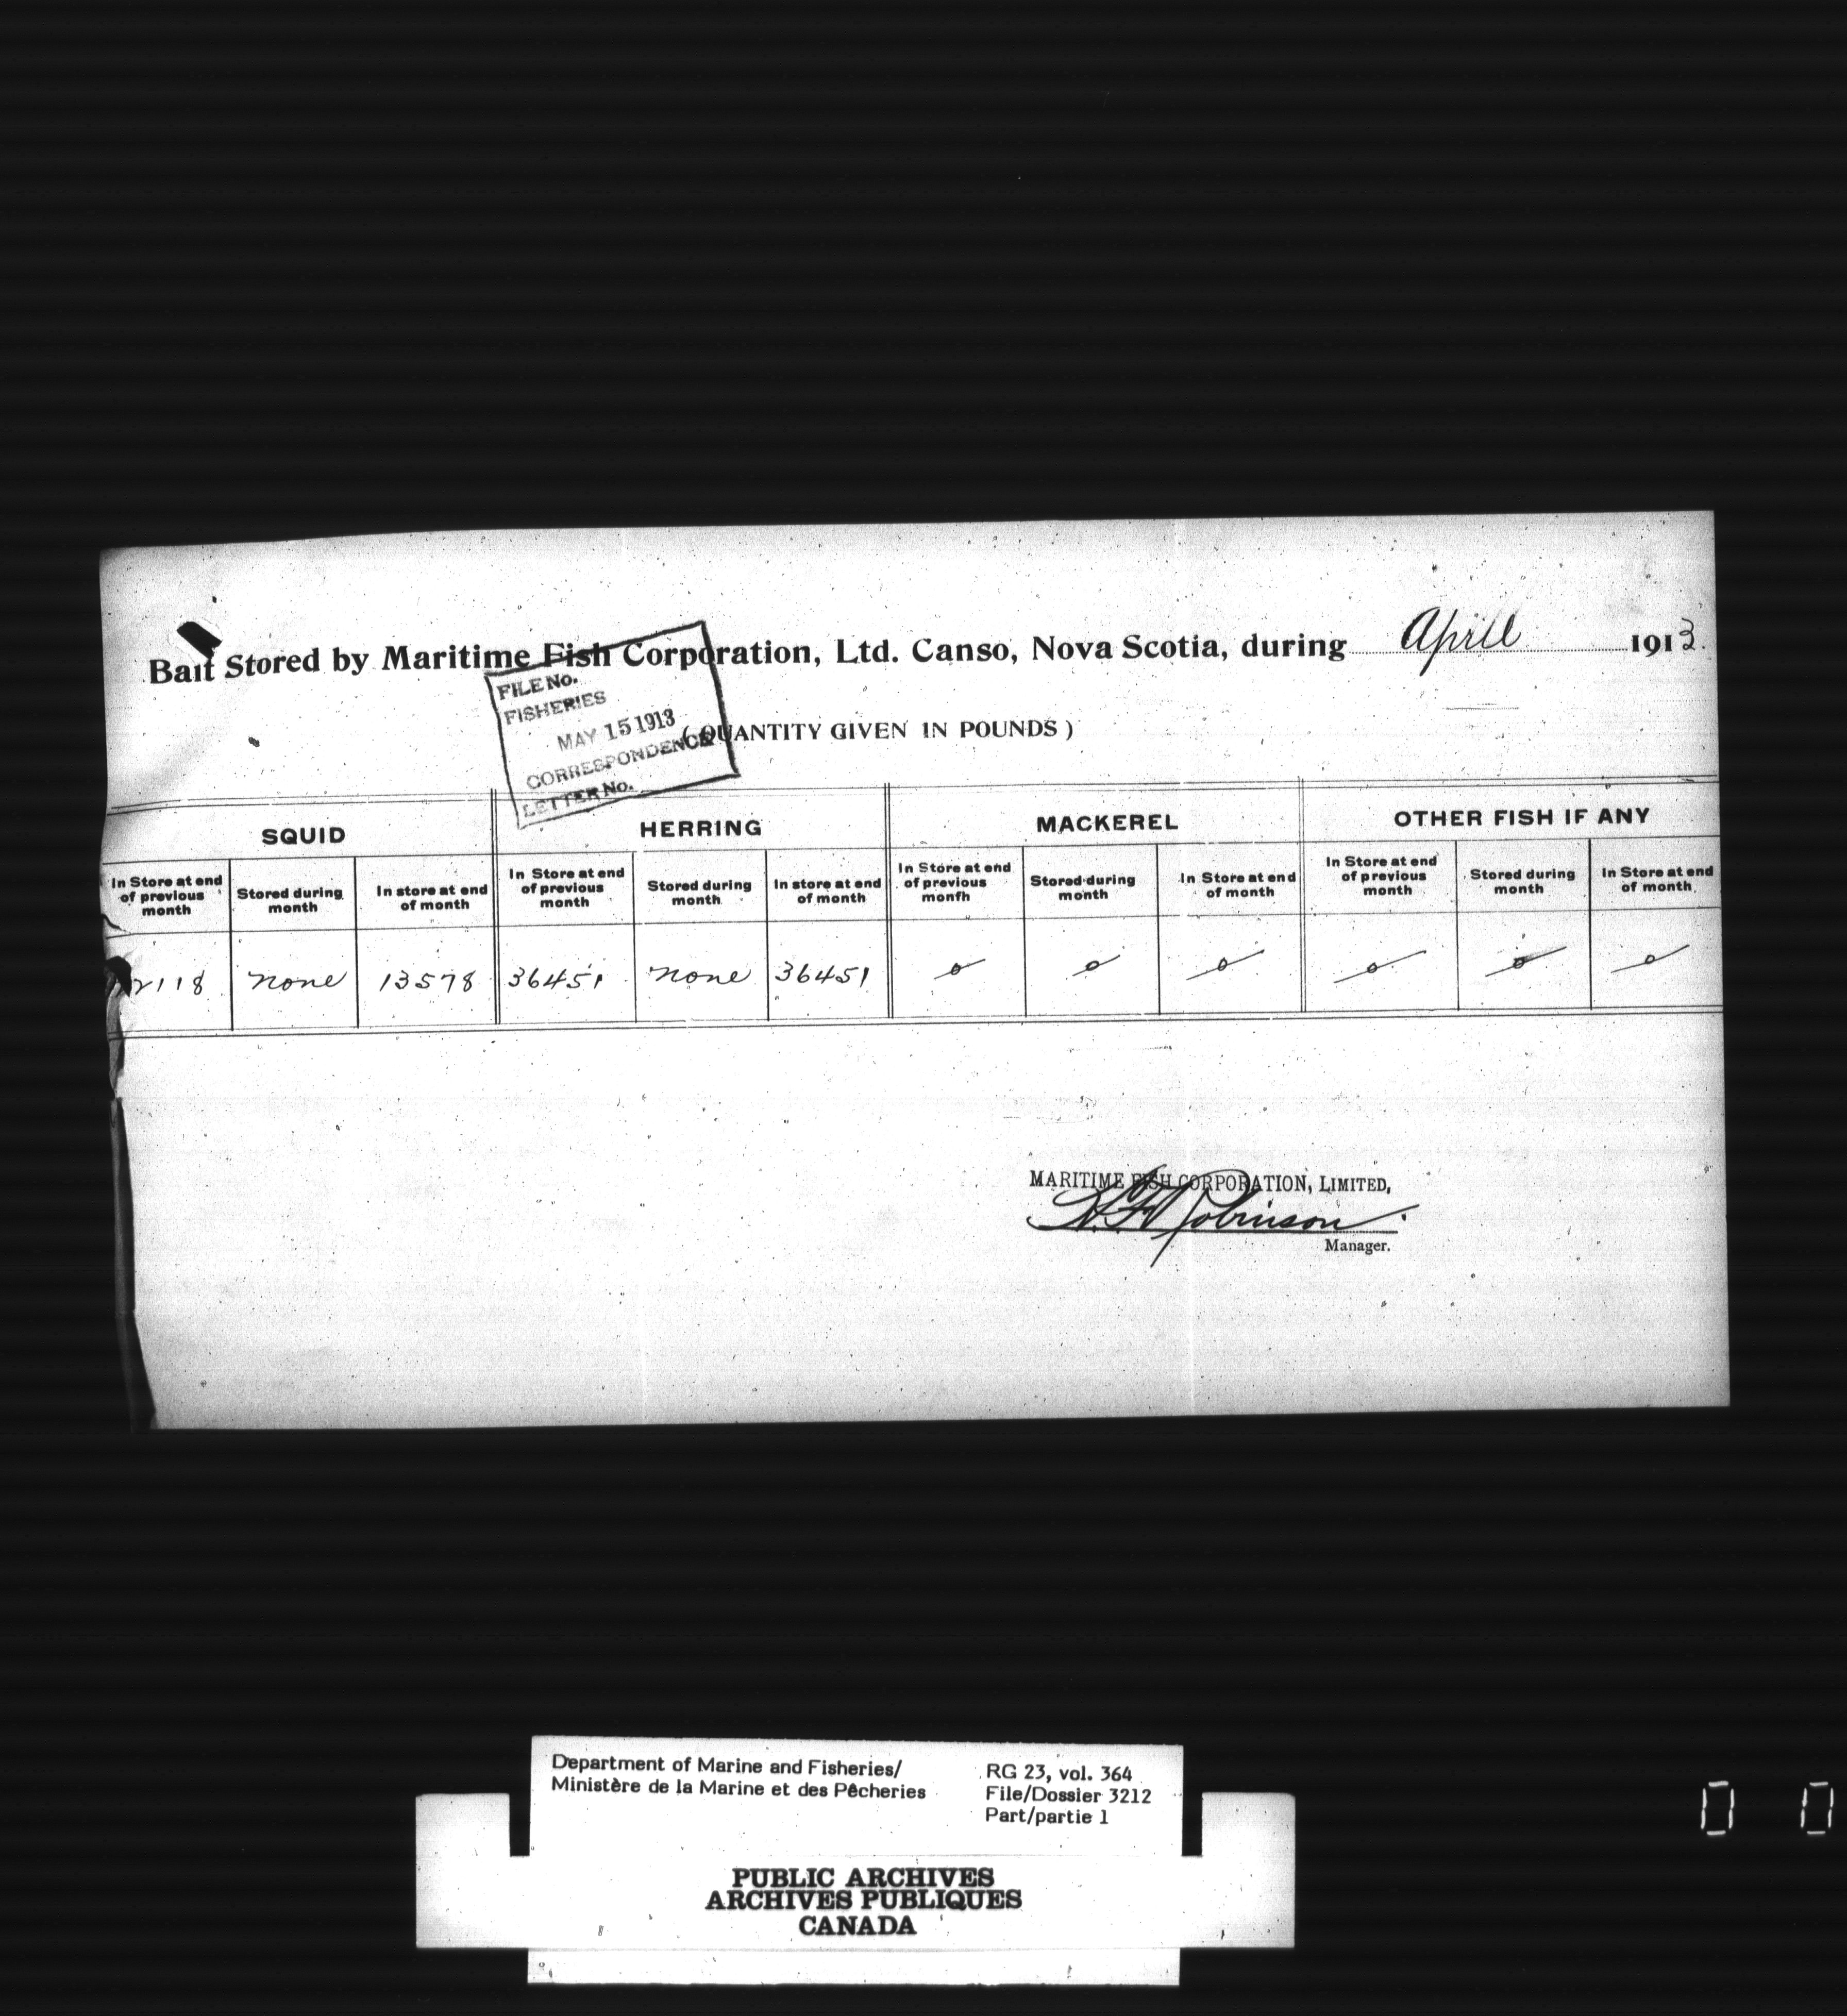 Bait Stored by Maritime Fish Corporation, Ltd. Canso, Nova Scotia, during April 1913.
FILE No.
FISHERIES
MAY 15 1913
CORRESPONDENCE
LETTER No.
( QUANTITY GIVEN IN POUNDS )
SQUID HERRING MACKEREL OTHER FISH IF ANY
In Store at end of previous month Stored during month In store at end of month In Store at end of previous month Stored during month In store at end of month In Store at end of previous monfh Stored during month In Store at end of month In Store at end of previous month Stored during month In Store at end of month
2118 none 13578 36451 none 36451 0 0 0 0 0 0
MARITIME FISH CORPORATION, LIMITED,
Robinson
Manager.
Department of Marine and Fisheries/
Ministère de la Marine et des Pêcheries
RG 23, vol. 364
File/Dossier 3212
Part/partie 1
PUBLIC ARCHIVES
ARCHIVES PUBLIQUES
CANADA
0 0